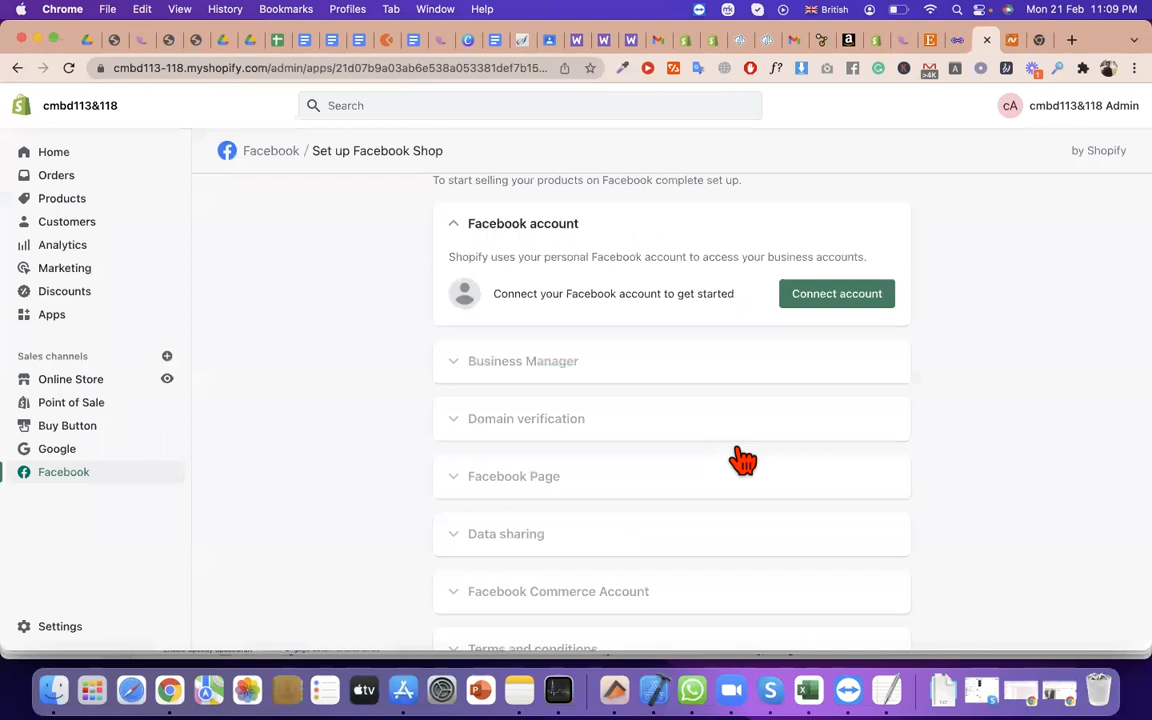 Chrome File Edit View History Bookmarks Profiles Tab Window Help British Mon 21 Feb 11:09 PM
cmbd113-118.myshopify.com/admin/apps/21d07b9a03ab6e538a053381def7b15...
cmbd113&118
Search
cA cmbd113&118 Admin
Facebook / Set up Facebook Shop
by Shopify
Home
Orders
Products
Customers
Analytics
Marketing
Discounts
Apps
Sales channels
Online Store
Point of Sale
Buy Button
Google
Facebook
Settings
To start selling your products on Facebook complete set up.
Facebook account
Shopify uses your personal Facebook account to access your business accounts.
Connect your Facebook account to get started
Connect account
Business Manager
Domain verification
Facebook Page
Data sharing
Facebook Commerce Account
Terms and conditions
tv